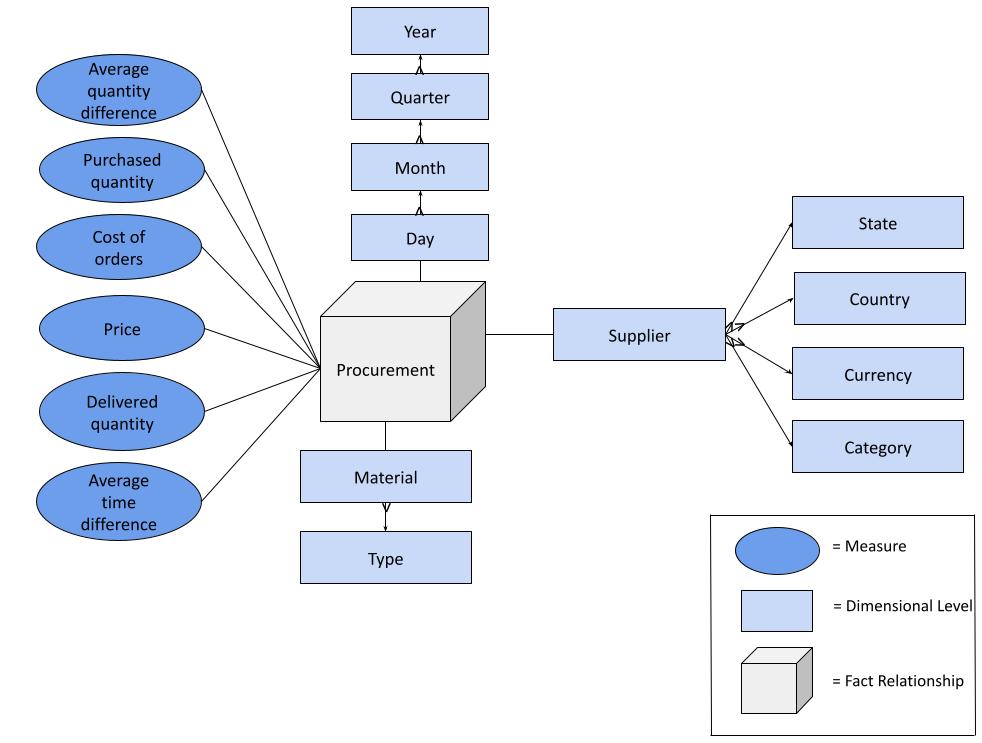 Year
Quarter
Month
Day
Average
quantity
difference
Purchased
quantity
Cost of
orders
Price
Delivered
quantity
Average
time
difference
Procurement
Material
Type
Supplier
State
Country
Currency
Category
= Measure
= Dimensional Level
= Fact Relationship